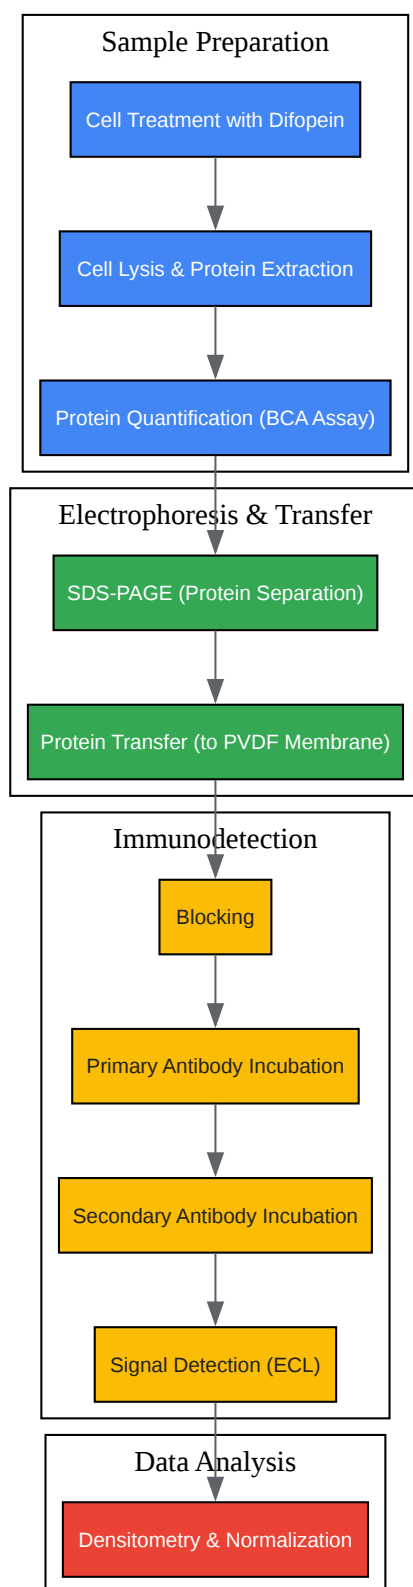 Sample Preparation
Cell Treatment with Difopein
Cell Lysis & Protein Extraction
Protein Quantification (BCA Assay)
Electrophoresis & Transfer
SDS-PAGE (Protein Separation)
Protein Transfer (to PVDF Membrane)
Immunodetection
Blocking
Primary Antibody Incubation
Secondary Antibody Incubation
Signal Detection (ECL)
Data Analysis
Densitometry & Normalization